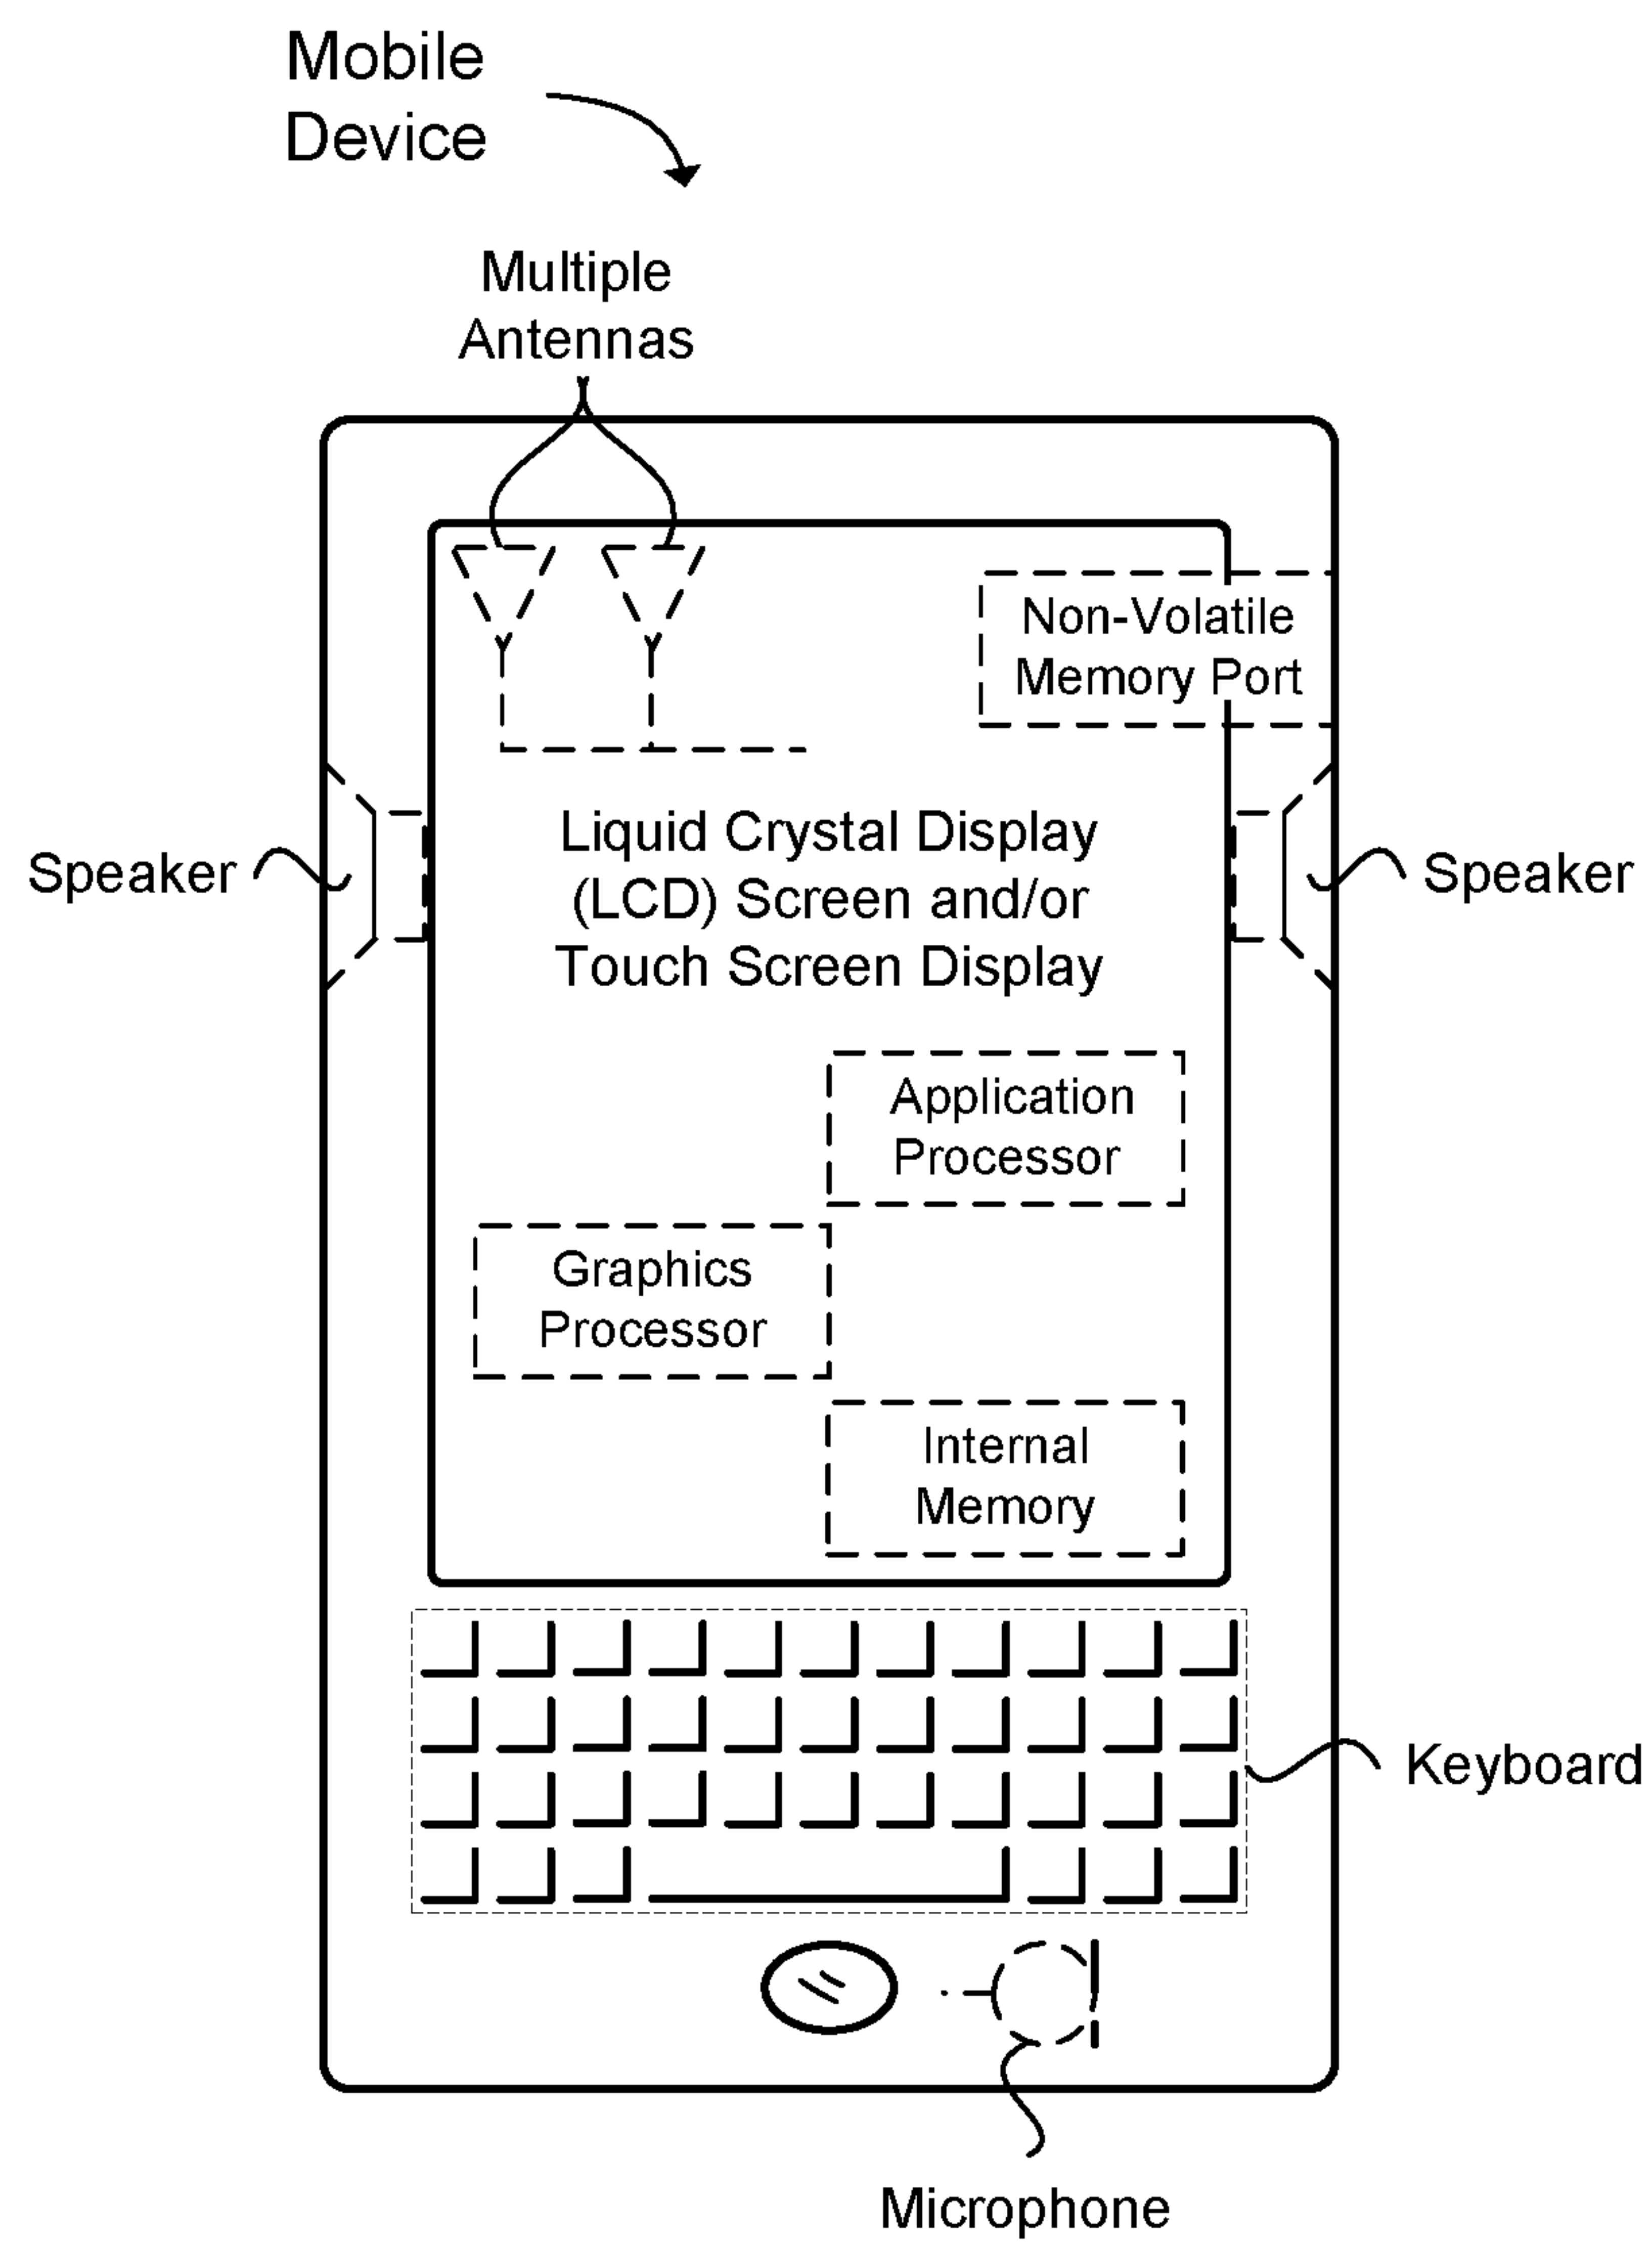 Mobile
Device
Multiple
Antennas
Non-Volatile
Memory Port
Speaker
Liquid Crystal Display
(LCD) Screen and/or
Touch Screen Display
Speaker
Application
Processor
Graphics
Processor
Internal
Memory
Keyboard
Microphone